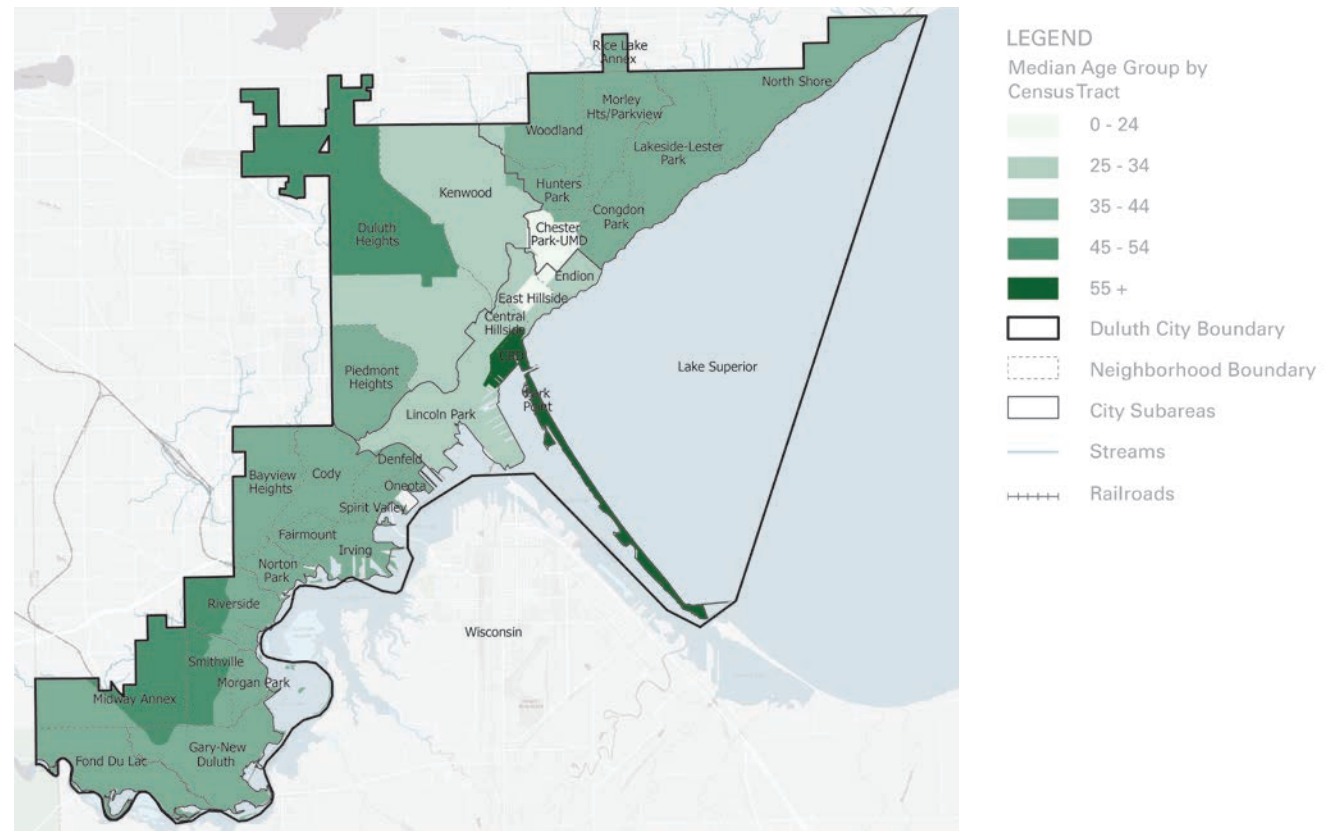 Rice Lake
Annex
North Shore
Morley
Hts/Parkview
Woodland
Lakeside-Lester
Park
Kenwood
Hunters
Park
Congdon
Park
Duluth
Heights
Chester
Park-UMD
Endion
East Hillside
Central
Hillside
CBD
Lake Superior
Piedmont
Heights
Park
Point
Lincoln Park
Denfeld
Bayview
Heights
Cody
Oneota
Spirit Valley
Fairmount
Irving
Norton
Park
Riverside
Wisconsin
Smithville
Morgan Park
Midway Annex
Gary-New
Duluth
Fond Du Lac
LEGEND
Median Age Group by
Census Tract
0 - 24
25 - 34
35 - 44
45 - 54
55 +
Duluth City Boundary
Neighborhood Boundary
City Subareas
Streams
Railroads